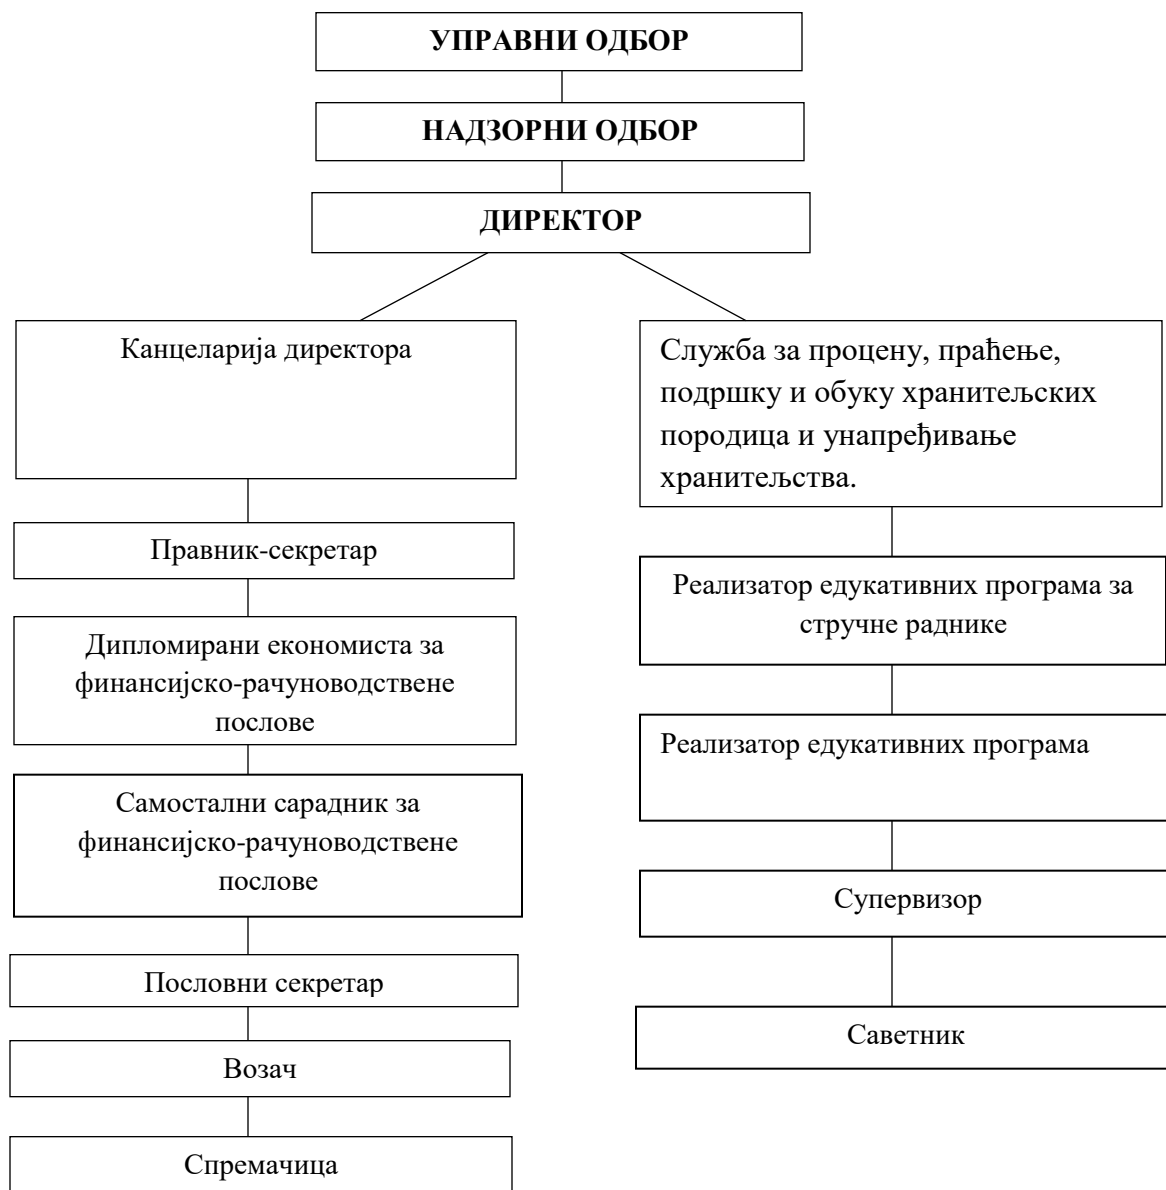 УПРАВНИ ОДБОР
НАДЗОРНИ ОДБОР
ДИРЕКТОР
Канцеларија директора
Правник-секретар
Дипломирани економиста за
финансијско-рачуноводствене
послове
Самостални сарадник за
финансијско-рачуноводствене
послове
Пословни секретар
Возач
Спремачица
Служба за процену, праћење,
подршку и обуку хранитељских
породица и унапређивање
хранитељства.
Реализатор едукативних програма за
стручне раднике
Реализатор едукативних програма
Супервизор
Саветник